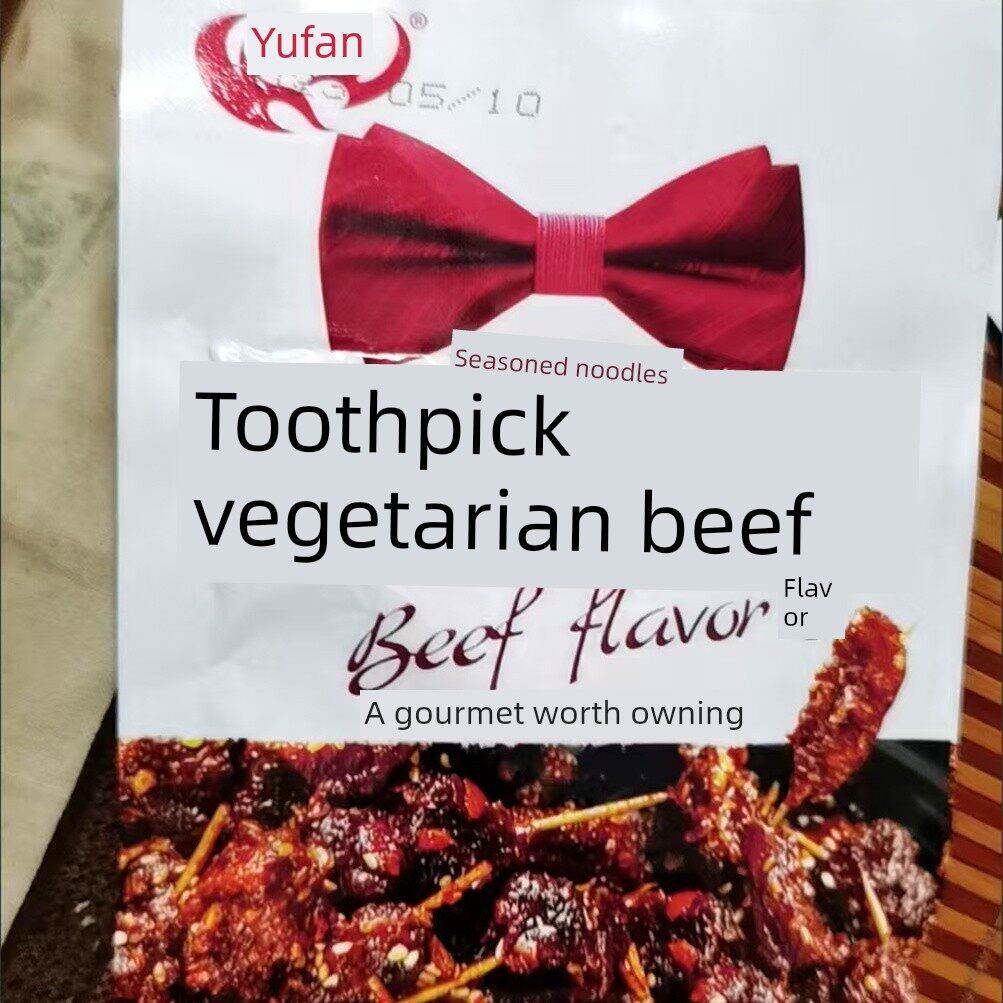 Yufan
®
05/10
Seasoned noodles
Toothpick
vegetarian beef
Flav
or
Beef flavor
A gourmet worth owning